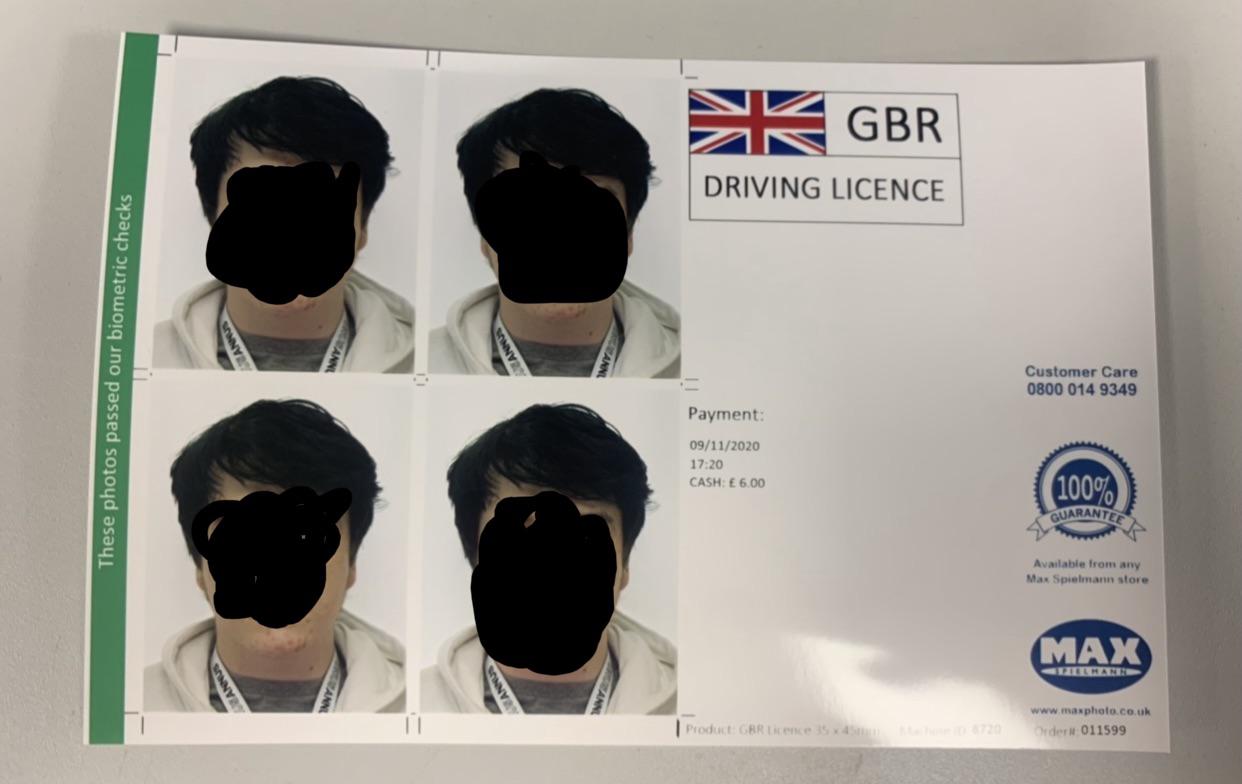 These photos passed our biometric checks
GBR
DRIVING LICENCE
Payment:
09/11/2020
17:20
CASH: £ 6.00
Customer Care
0800 014 9349
100%
GUARANTEE
Available from any
Max Spielmann store
MAX
SPIELMANN
www.maxphoto.co.uk
Product: GBR Licence 35 x 45mm Machine ID: 8720 Order#: 011599